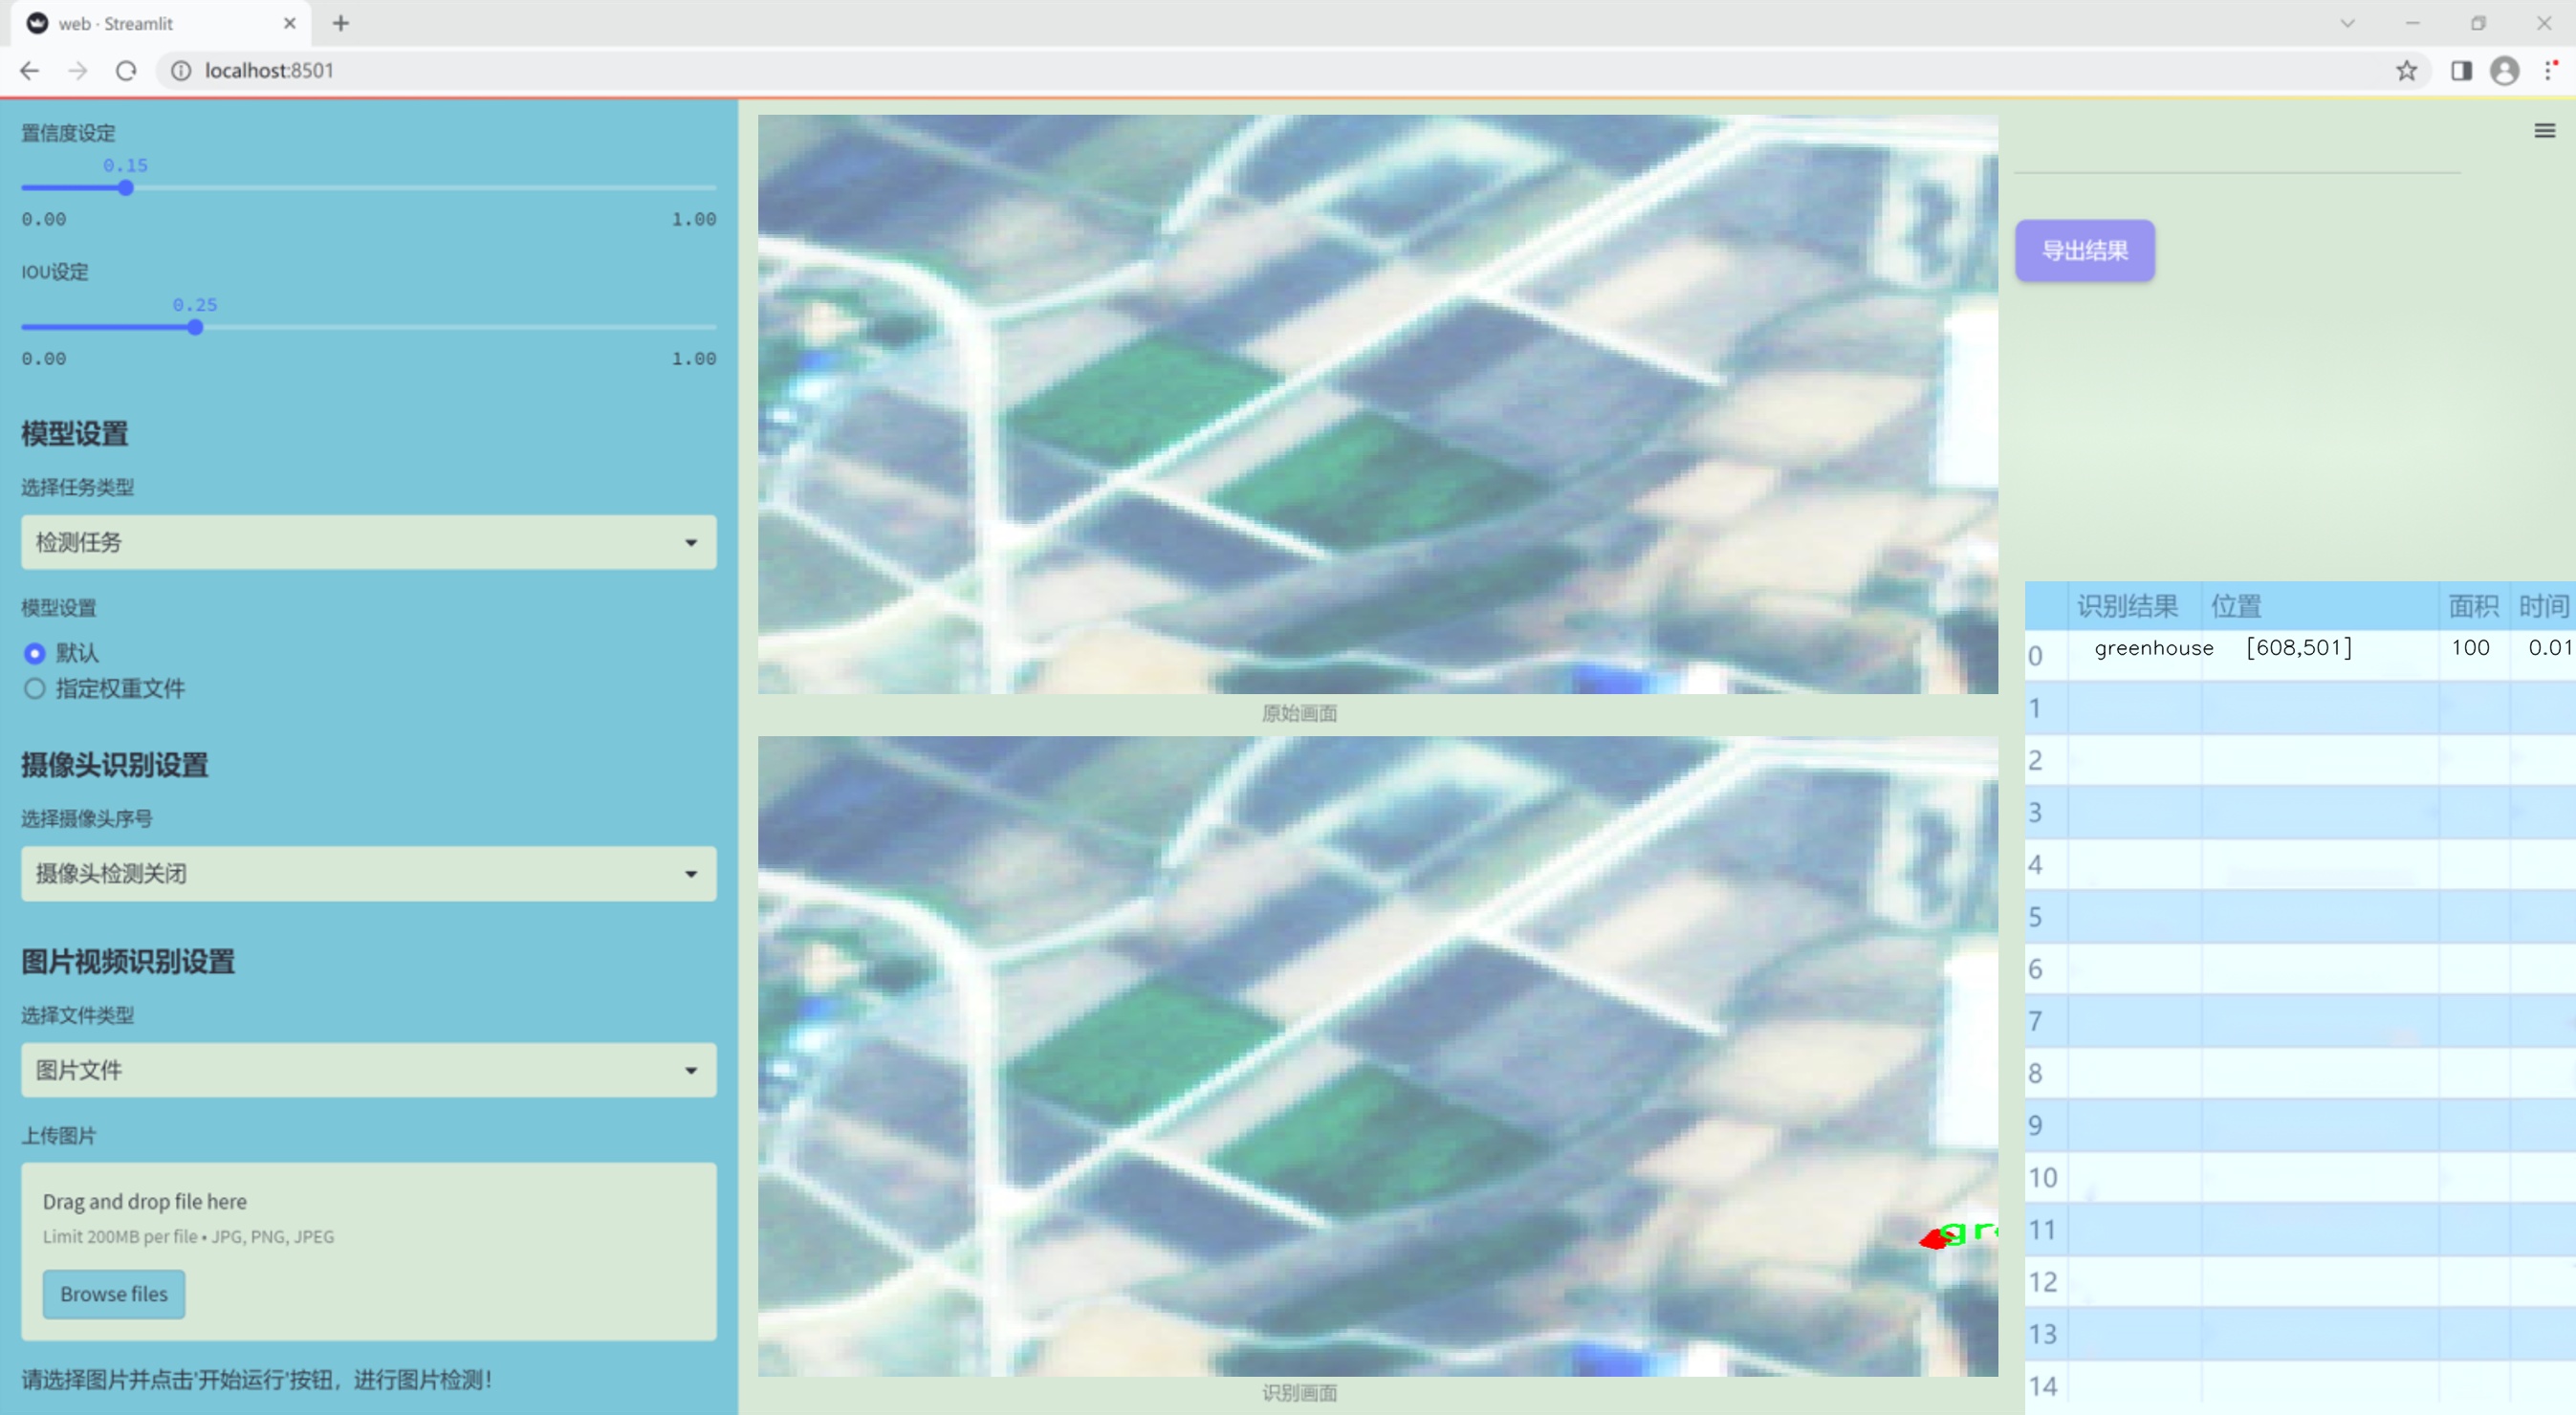 web · Streamlit
localhost:8501
置信度设定
0.15
0.00 1.00
IOU设定
0.25
0.00 1.00
模型设置
选择任务类型
检测任务
模型设置
默认
指定权重文件
摄像头识别设置
选择摄像头序号
摄像头检测关闭
图片视频识别设置
选择文件类型
图片文件
上传图片
Drag and drop file here
Limit 200MB per file • JPG, PNG, JPEG
Browse files
请选择图片并点击'开始运行'按钮，进行图片检测！
原始画面
gr
识别画面
导出结果
识别结果 位置 面积 时间
0 greenhouse [608,501] 100 0.01
1
2
3
4
5
6
7
8
9
10
11
12
13
14